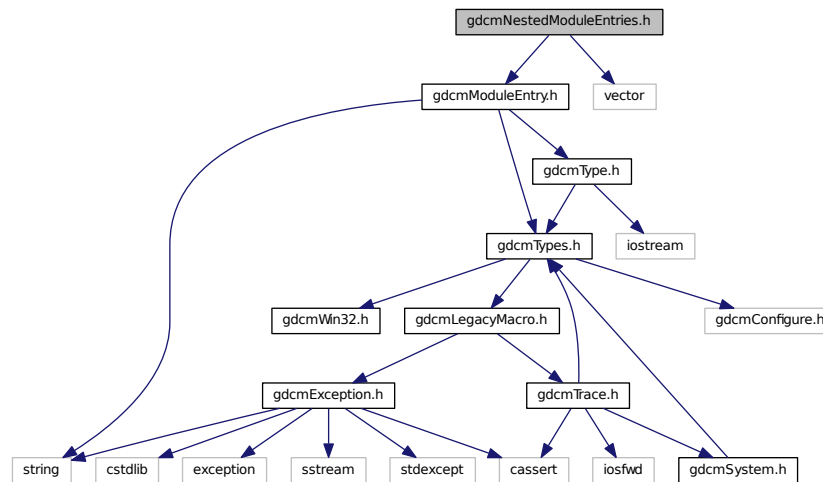 gdcmNestedModuleEntries.h
gdcmModuleEntry.h
vector
gdcmType.h
gdcmTypes.h
iostream
gdcmWin32.h
gdcmLegacyMacro.h
gdcmConfigure.h
gdcmException.h
gdcmTrace.h
string
cstdlib
exception
sstream
stdexcept
cassert
iosfwd
gdcmSystem.h